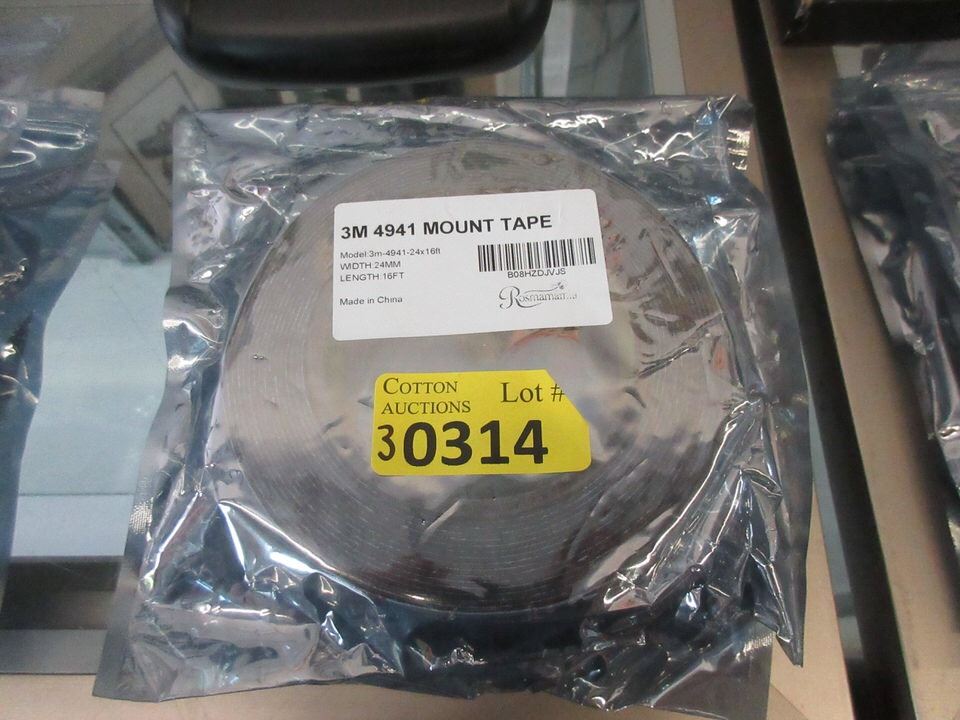 3M 4941 MOUNT TAPE
Model:3m-4941-24x16ft
WIDTH:24MM
LENGTH:16FT
B08HZDJVJS
Made in China
COTTON
AUCTIONS
Lot #
30314